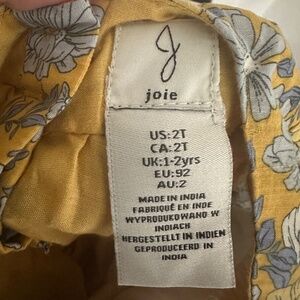 joie
US:2T
CA:2T
UK:1-2yrs
EU:92
AU:2
MADE IN INDIA
FABRIQUÉ EN INDE
WYPRODUKOWANO W
INDIACH
HERGESTELLT IN INDIEN
GEPRODUCEERD IN
INDIA